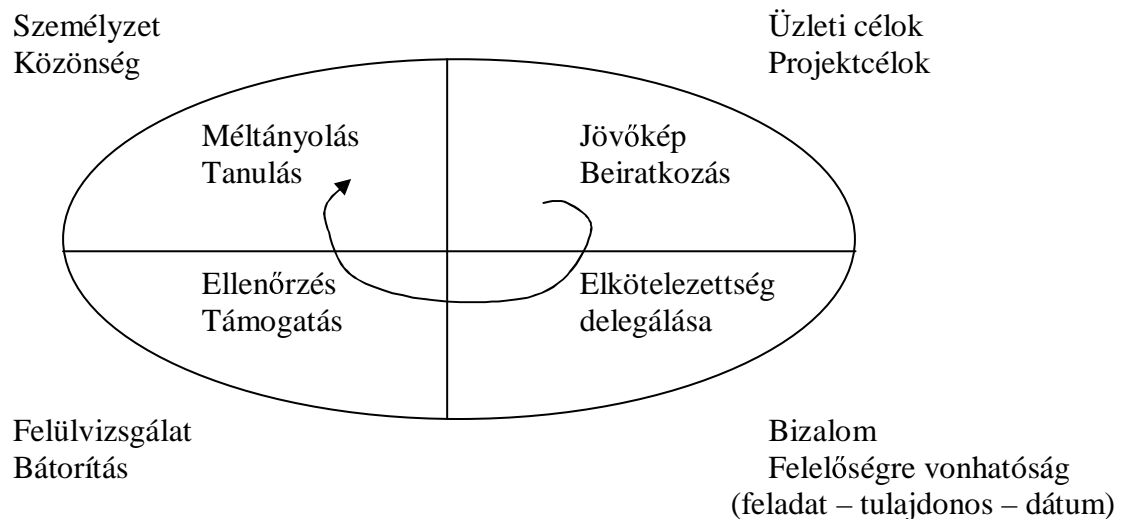 Személyzet
Közönség
Üzleti célok
Projektcélok
Méltányolás
Tanulás
Jövőkép
Beiratkozás
Ellenőrzés
Támogatás
Elkötelezettség
delegálása
Felülvizsgálat
Bátorítás
Bizalom
Felelőségre vonhatóság
(feladat – tulajdonos – dátum)